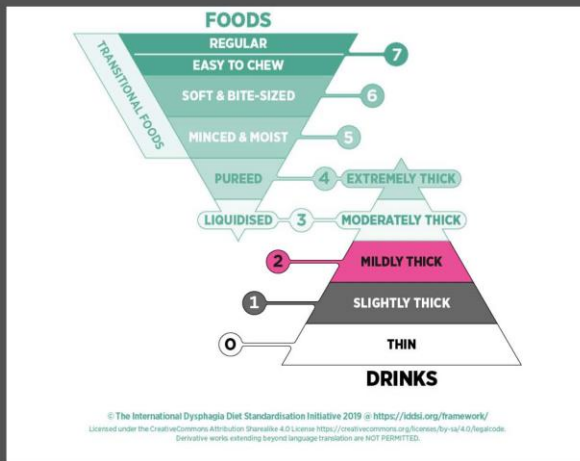 FOODS
REGULAR
7
EASY TO CHEW
TRANSITIONAL FOODS
SOFT & BITE-SIZED
6
MINCED & MOIST
5
PUREED
4
EXTREMELY THICK
LIQUIDISED
3
MODERATELY THICK
2
MILDLY THICK
1
SLIGHTLY THICK
0
THIN
DRINKS
© The International Dysphagia Diet Standardisation Initiative 2019 @ https://iddsi.org/framework/
Licensed under the CreativeCommons Attribution Sharealike 4.0 License https://creativecommons.org/licenses/by-sa/4.0/legalcode.
Derivative works extending beyond language translation are NOT PERMITTED.